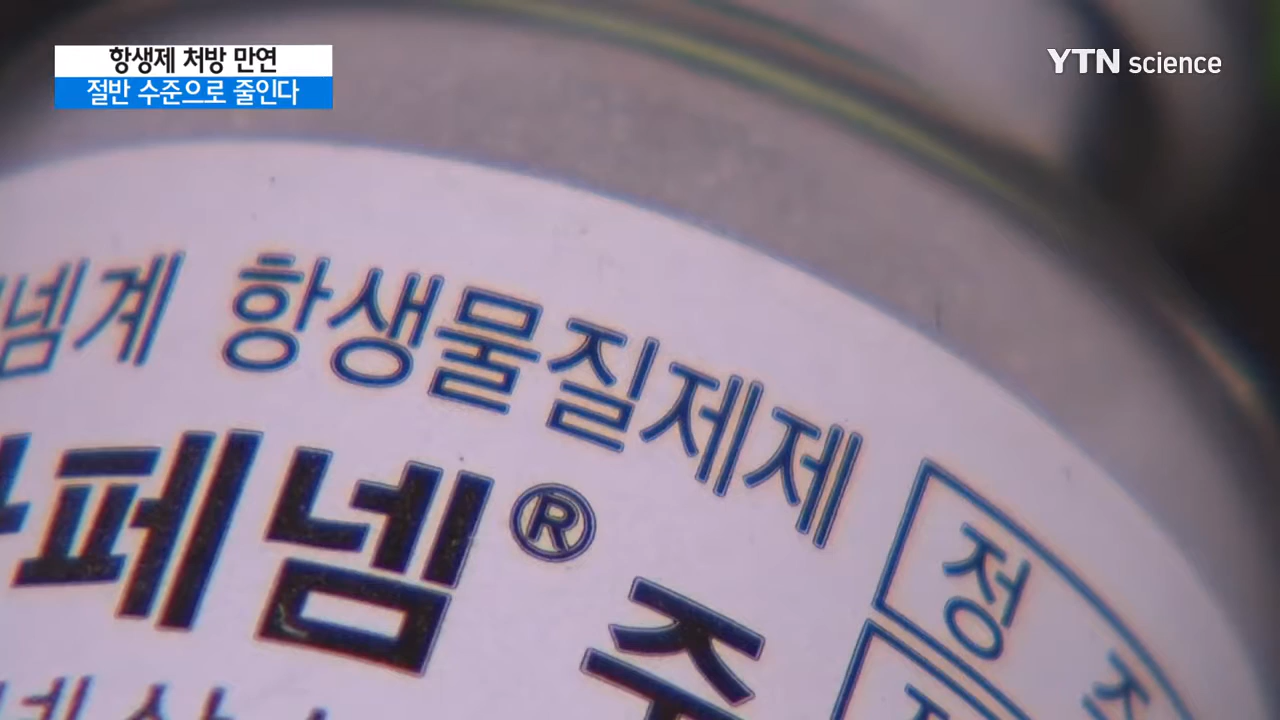 항생제 처방 만연
절반 수준으로 줄인다
YTN science
넴계 항생물질제제
페넴® 주
정